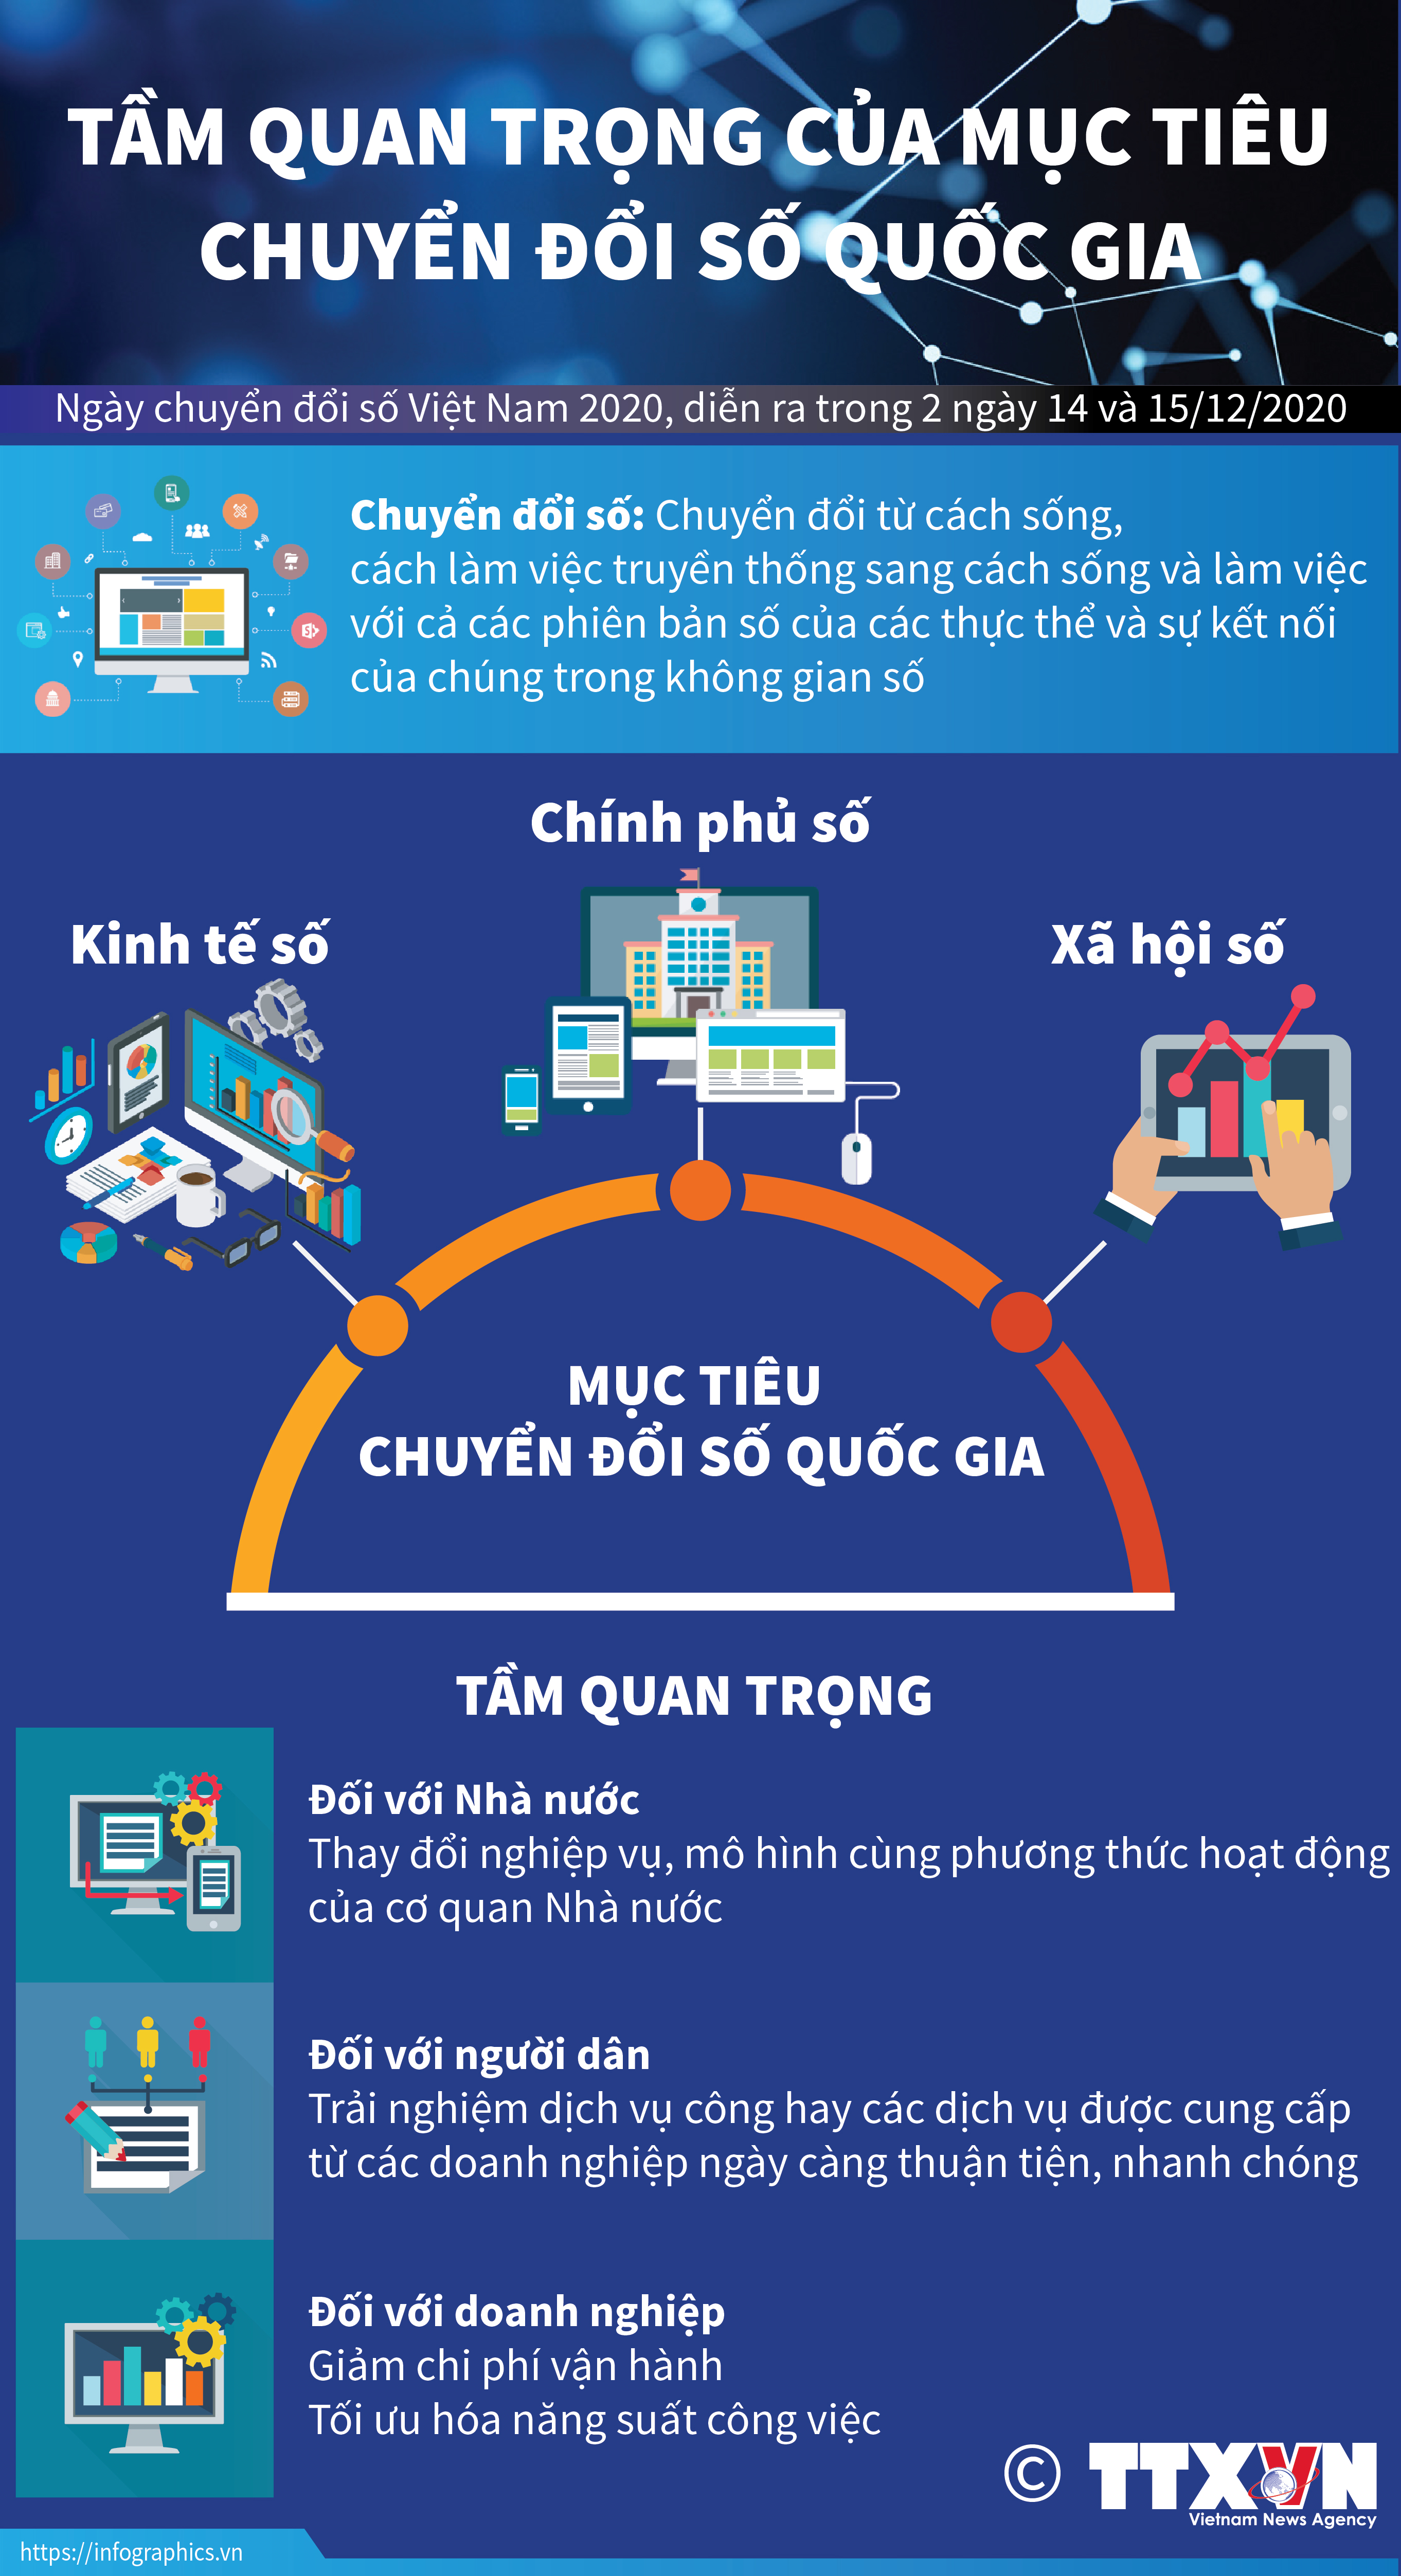 TẦM QUAN TRỌNG CỦA MỤC TIÊU
CHUYỂN ĐỔI SỐ QUỐC GIA
Ngày chuyển đổi số Việt Nam 2020, diễn ra trong 2 ngày 14 và 15/12/2020
Chuyển đổi số: Chuyển đổi từ cách sống,
cách làm việc truyền thống sang cách sống và làm việc
với cả các phiên bản số của các thực thể và sự kết nối
của chúng trong không gian số
Chính phủ số
Kinh tế số
Xã hội số
MỤC TIÊU
CHUYỂN ĐỔI SỐ QUỐC GIA
TẦM QUAN TRỌNG
Đối với Nhà nước
Thay đổi nghiệp vụ, mô hình cùng phương thức hoạt động
của cơ quan Nhà nước
Đối với người dân
Trải nghiệm dịch vụ công hay các dịch vụ được cung cấp
từ các doanh nghiệp ngày càng thuận tiện, nhanh chóng
Đối với doanh nghiệp
Giảm chi phí vận hành
Tối ưu hóa năng suất công việc
© TTXVN
Vietnam News Agency
https://infographics.vn